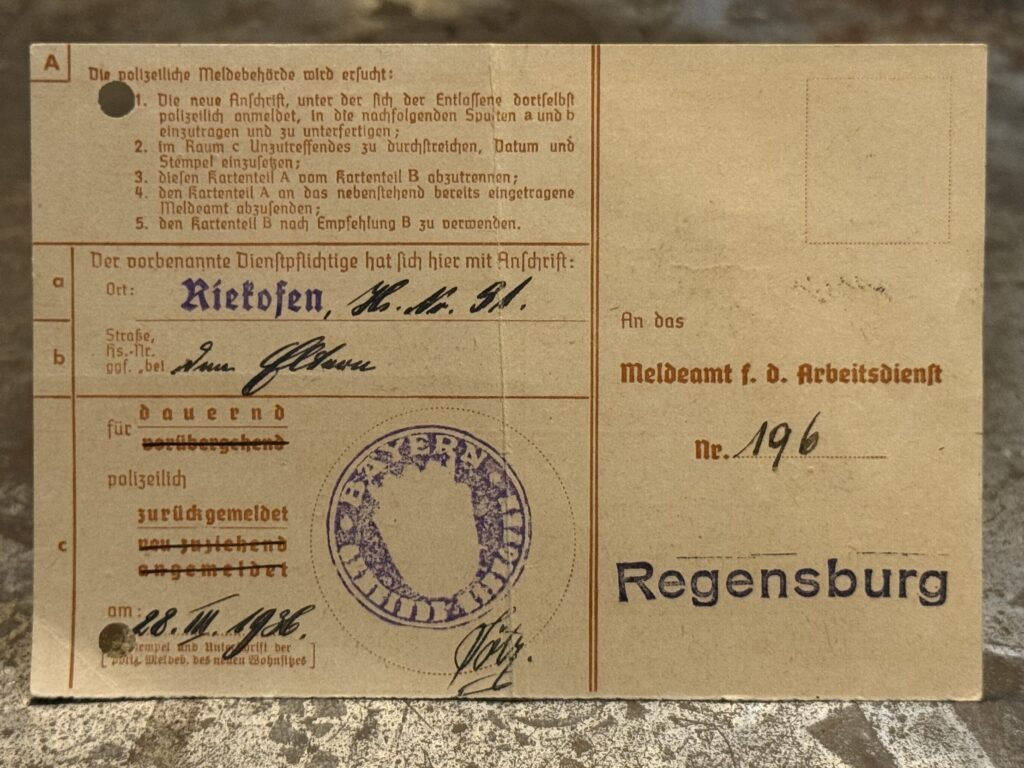 A
Die polizeiliche Meldebehörde wird ersucht:
1. Die neue Anschrift, unter der sich der Entlassene dortselbst
polizeilich anmeldet, in die nachfolgenden Spalten a und b
einzutragen und zu unterfertigen;
2. im Raum c Unzutreffendes zu durchstreichen, Datum und
Stempel einzusetzen;
3. diesen Kartenteil A vom Kartenteil B abzutrennen;
4. den Kartenteil A an das nebenstehend bereits eingetragene
Meldeamt abzusenden;
5. den Kartenteil B nach Empfehlung B zu verwenden.
Der vorbenannte Dienstpflichtige hat sich hier mit Anschrift:
a
Ort: Riekofen, Hs. Nr. 31.
b
Straße,
Hs.-Nr.
ggf. „bei den Eltern
c
für dauernd
vorübergehend
polizeilich
zurückgemeldet
neu zuziehend
angemeldet
am: 28. III. 1936.
Stempel und Unterschrift der
poliz. Meldeb. des neuen Wohnsitzes
BAYERN
An das
Meldeamt f. d. Arbeitsdienst
Nr. 196
Regensburg